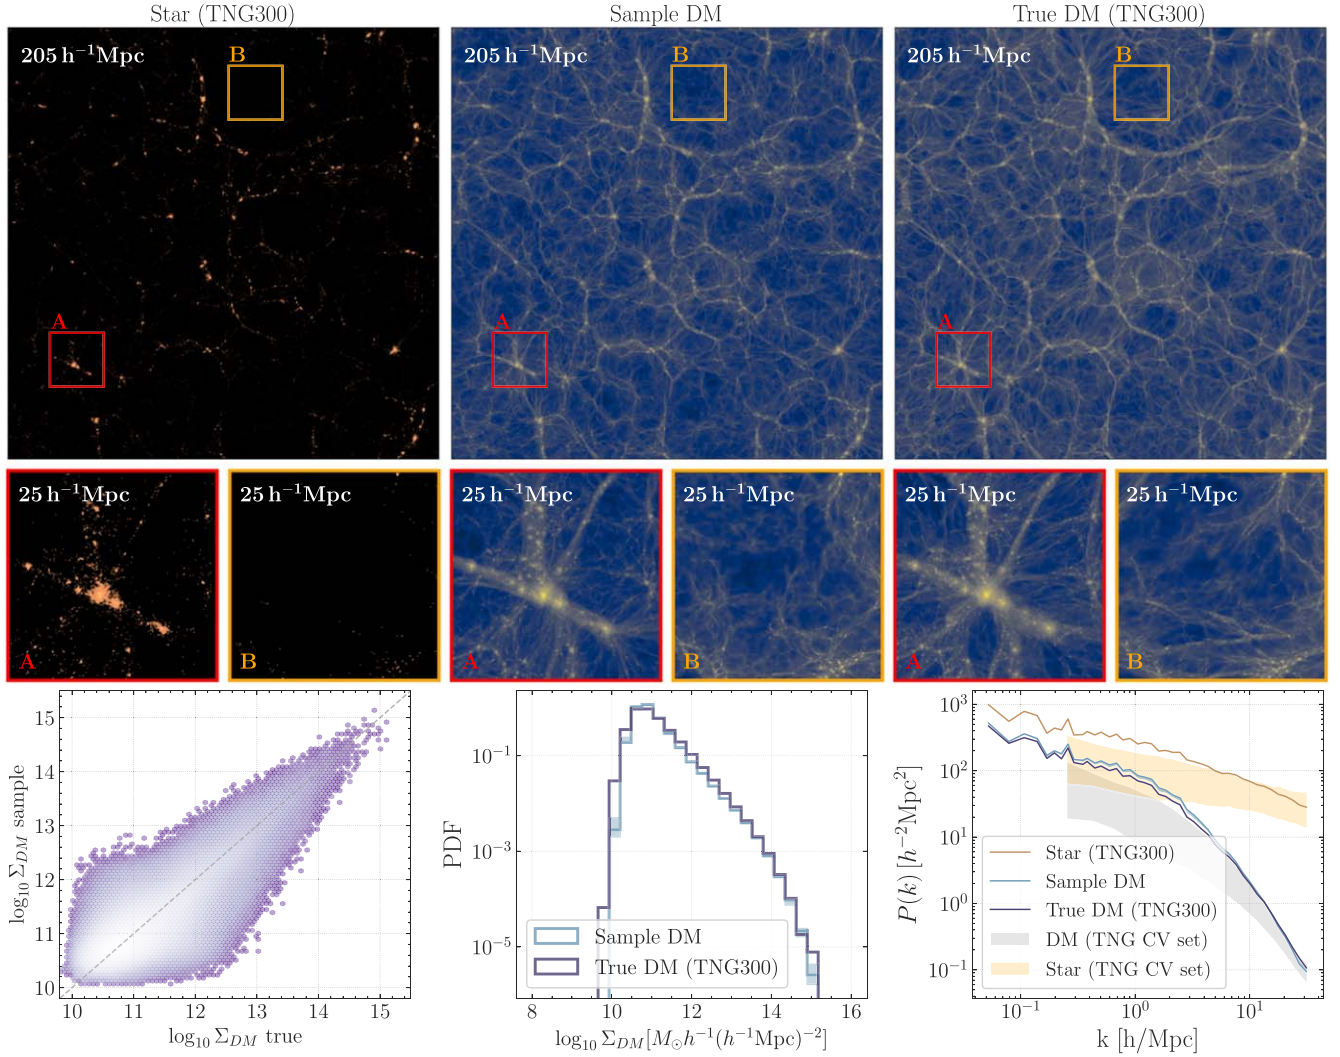 Star (TNG300)
Sample DM
True DM (TNG300)
205 h⁻¹Mpc
B
A
205 h⁻¹Mpc
B
A
205 h⁻¹Mpc
B
A
25 h⁻¹Mpc
A
25 h⁻¹Mpc
B
25 h⁻¹Mpc
A
25 h⁻¹Mpc
B
25 h⁻¹Mpc
A
25 h⁻¹Mpc
B
log₁₀ Σ_DM sample
15
14
13
12
11
10
10 11 12 13 14 15
log₁₀ Σ_DM true
PDF
10⁻¹
10⁻³
10⁻⁵
Sample DM
True DM (TNG300)
8 10 12 14 16
log₁₀ Σ_DM[M_⊙h⁻¹(h⁻¹Mpc)⁻²]
P(k) [h⁻²Mpc²]
10³
10²
10¹
10⁰
10⁻¹
Star (TNG300)
Sample DM
True DM (TNG300)
DM (TNG CV set)
Star (TNG CV set)
10⁻¹ 10⁰ 10¹
k [h/Mpc]